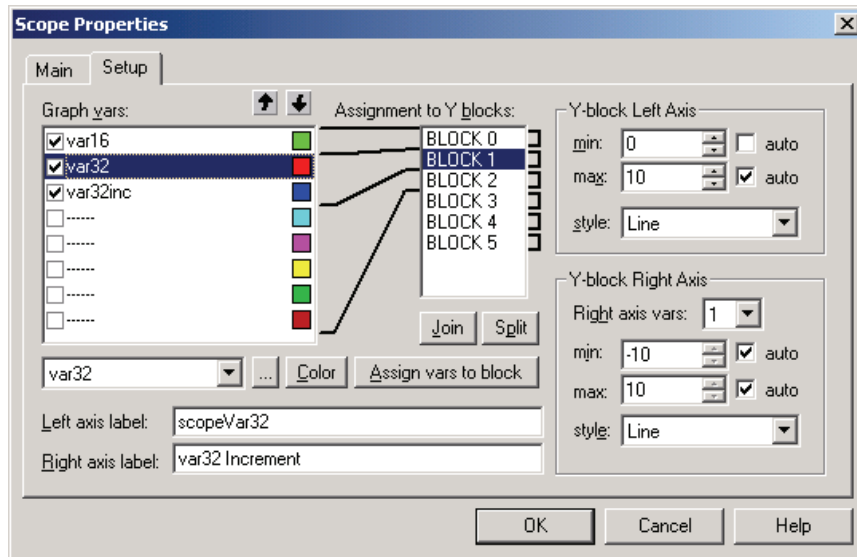 Scope Properties
Main Setup
Graph vars:
var16
var32
var32inc
------
------
------
------
------
var32 ... Color Assign vars to block
Left axis label: scopeVar32
Right axis label: var32 Increment
Assignment to Y blocks:
BLOCK 0
BLOCK 1
BLOCK 2
BLOCK 3
BLOCK 4
BLOCK 5
Join Split
Y-block Left Axis
min: 0 auto
max: 10 auto
style: Line
Y-block Right Axis
Right axis vars: 1
min: -10 auto
max: 10 auto
style: Line
OK Cancel Help